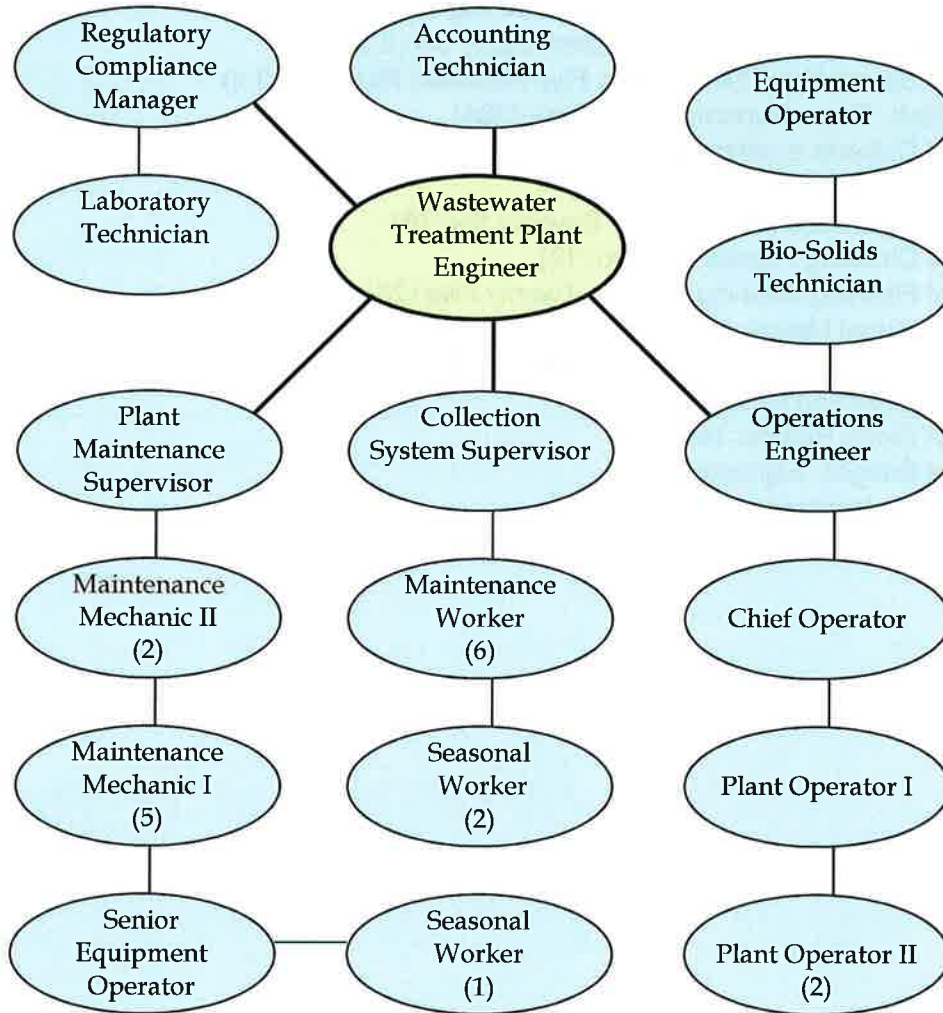 Regulatory
Compliance
Manager
Accounting
Technician
Equipment
Operator
Laboratory
Technician
Wastewater
Treatment Plant
Engineer
Bio-Solids
Technician
Plant
Maintenance
Supervisor
Collection
System Supervisor
Operations
Engineer
Maintenance
Mechanic II
(2)
Maintenance
Worker
(6)
Chief Operator
Maintenance
Mechanic I
(5)
Seasonal
Worker
(2)
Plant Operator I
Senior
Equipment
Operator
Seasonal
Worker
(1)
Plant Operator II
(2)